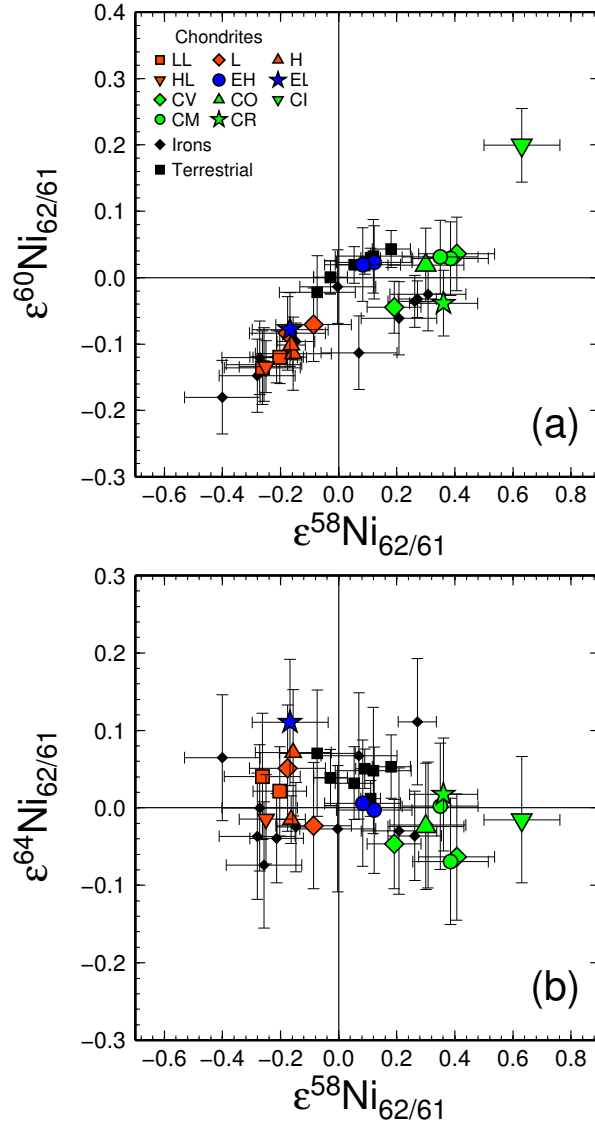 Chondrites
LL L H
HL EH EL
CV CO CI
CM CR
Irons
Terrestrial
0.4
0.3
0.2
0.1
0.0
−0.1
−0.2
−0.3
ε⁶⁰Ni₆₂/₆₁
(a)
−0.6 −0.4 −0.2 0.0 0.2 0.4 0.6 0.8
ε⁵⁸Ni₆₂/₆₁
0.3
0.2
0.1
0.0
−0.1
−0.2
−0.3
ε⁶⁴Ni₆₂/₆₁
(b)
−0.6 −0.4 −0.2 0.0 0.2 0.4 0.6 0.8
ε⁵⁸Ni₆₂/₆₁